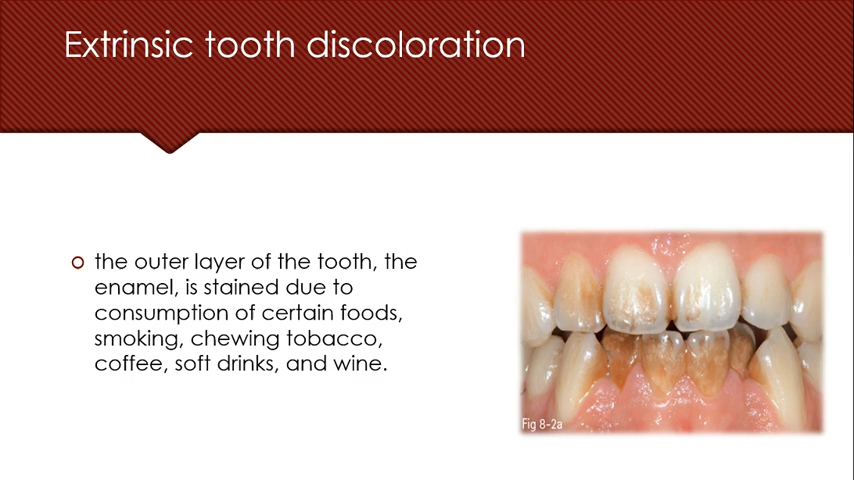 Extrinsic tooth discoloration
the outer layer of the tooth, the
enamel, is stained due to
consumption of certain foods,
smoking, chewing tobacco,
coffee, soft drinks, and wine.
Fig 8-2a